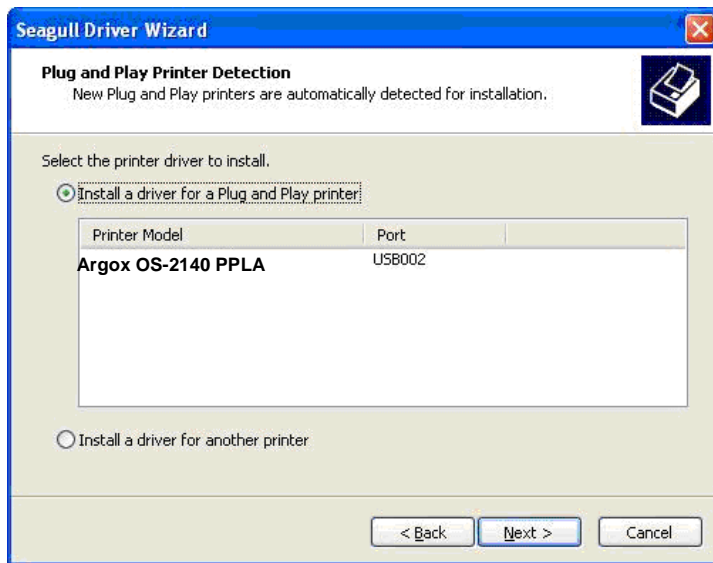 Seagull Driver Wizard
Plug and Play Printer Detection
New Plug and Play printers are automatically detected for installation.
Select the printer driver to install.
Install a driver for a Plug and Play printer
Printer Model Port
Argox OS-2140 PPLA USB002
Install a driver for another printer
< Back Next > Cancel